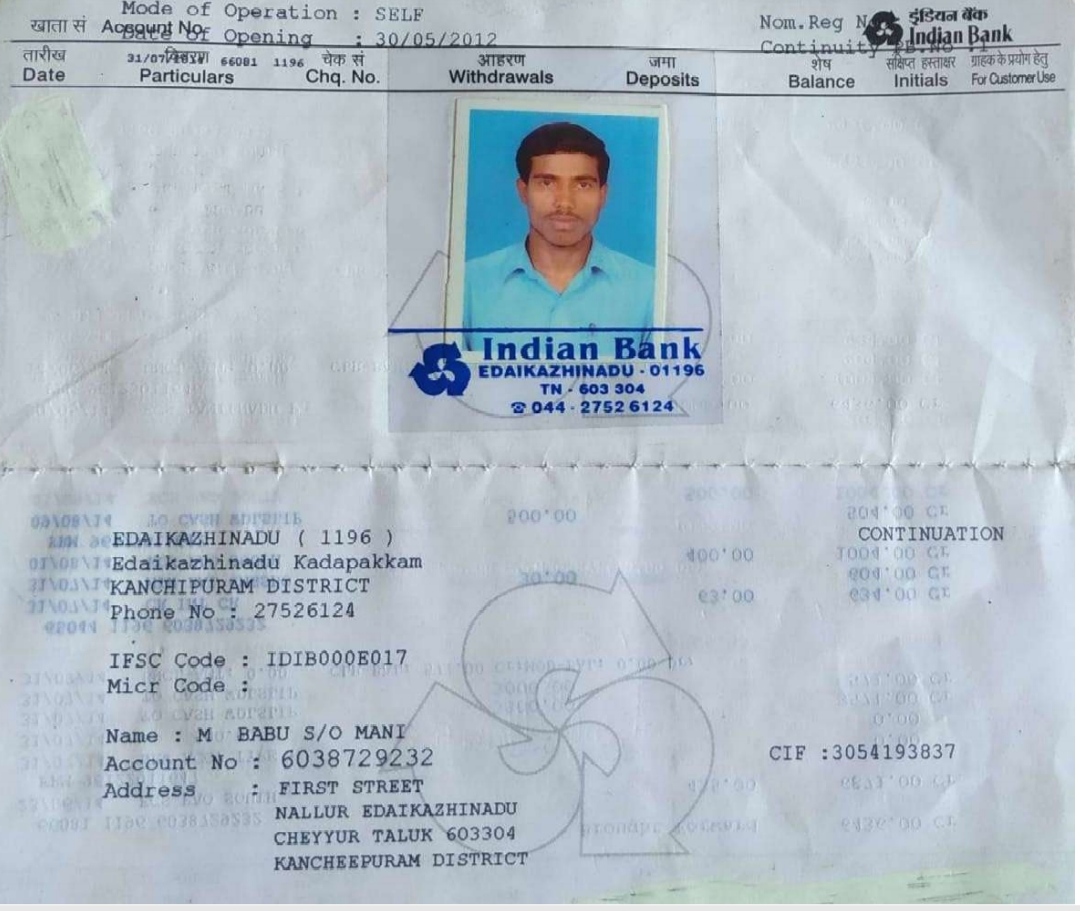 Mode of Operation : SELF
खाता सं Account No.
Date of Opening : 30/05/2012
Nom.Reg N
Continuity PB.No :1
इंडियन बैंक
Indian Bank
तारीख विवरण चेक सं आहरण जमा शेष संक्षिप्त हस्ताक्षर ग्राहक के प्रयोग हेतु
66081 1196
Date Particulars Chq. No. Withdrawals Deposits Balance Initials For Customer Use
Indian Bank
EDAIKAZHINADU - 01196
TN - 603 304
☎ 044 - 2752 6124
EDAIKAZHINADU ( 1196 )
CONTINUATION
Edaikazhinadu Kadapakkam
KANCHIPURAM DISTRICT
Phone No : 27526124
IFSC Code : IDIB000E017
Micr Code :
Name : M BABU S/O MANI
CIF :3054193837
Account No : 6038729232
Address : FIRST STREET
NALLUR EDAIKAZHINADU
CHEYYUR TALUK 603304
KANCHEEPURAM DISTRICT